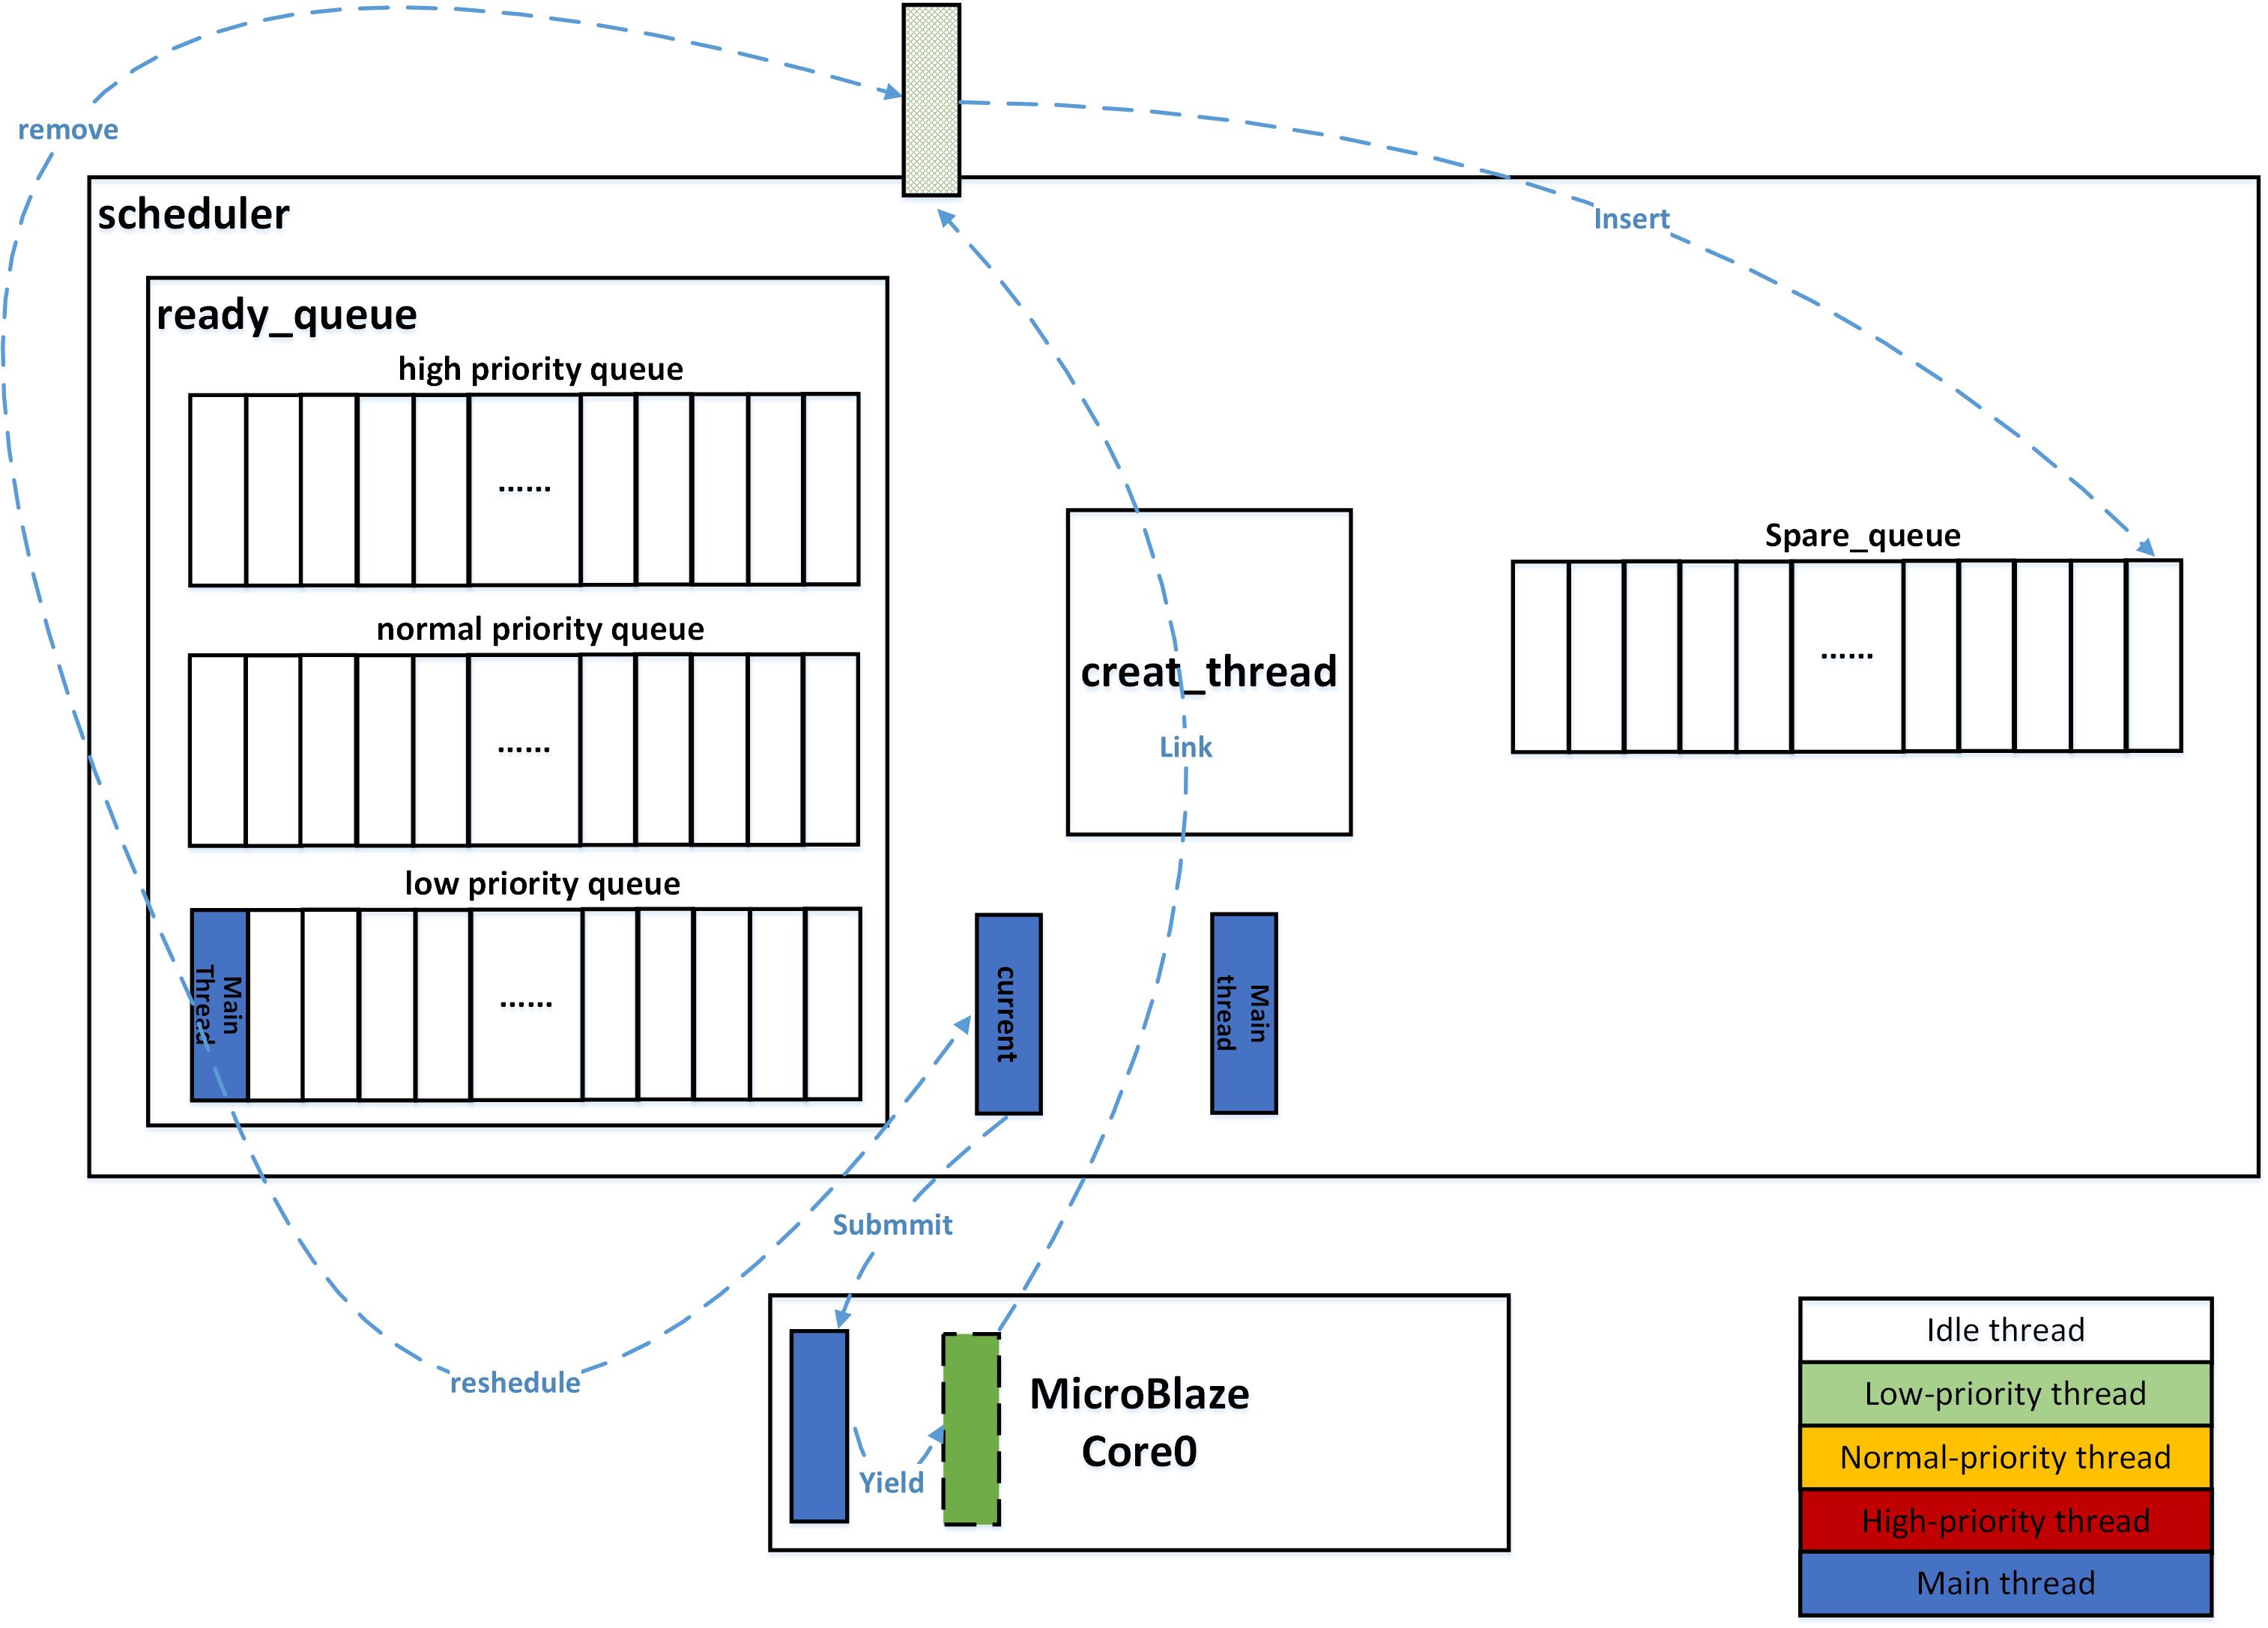 remove
scheduler
Insert
ready_queue
high priority queue
......
normal priority queue
......
low priority queue
Main
Thread
......
creat_thread
Link
Spare_queue
......
current
Main
thread
Submmit
reshedule
MicroBlaze
Core0
Yield
Idle thread
Low-priority thread
Normal-priority thread
High-priority thread
Main thread